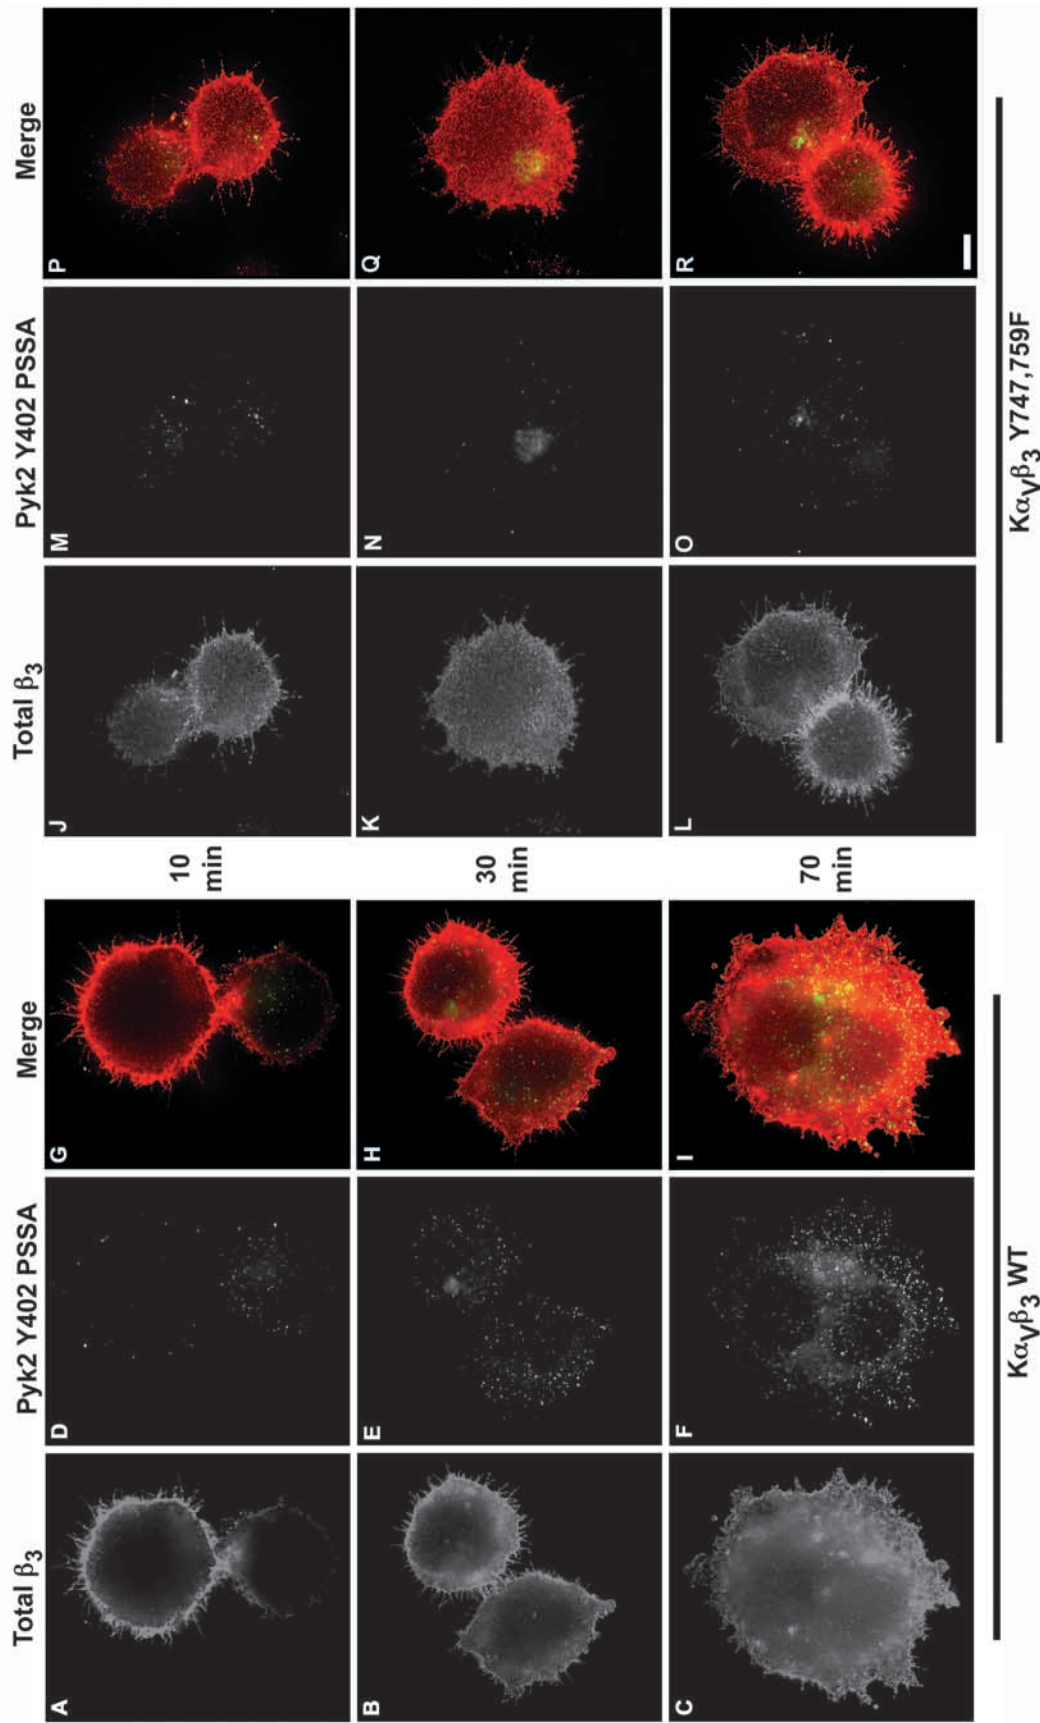 Total β3 Pyk2 Y402 PSSA Merge Total β3 Pyk2 Y402 PSSA Merge
A D G 10 min J M P
B E H 30 min K N Q
C F I 70 min L O R
KαVβ3 WT KαVβ3 Y747,759F